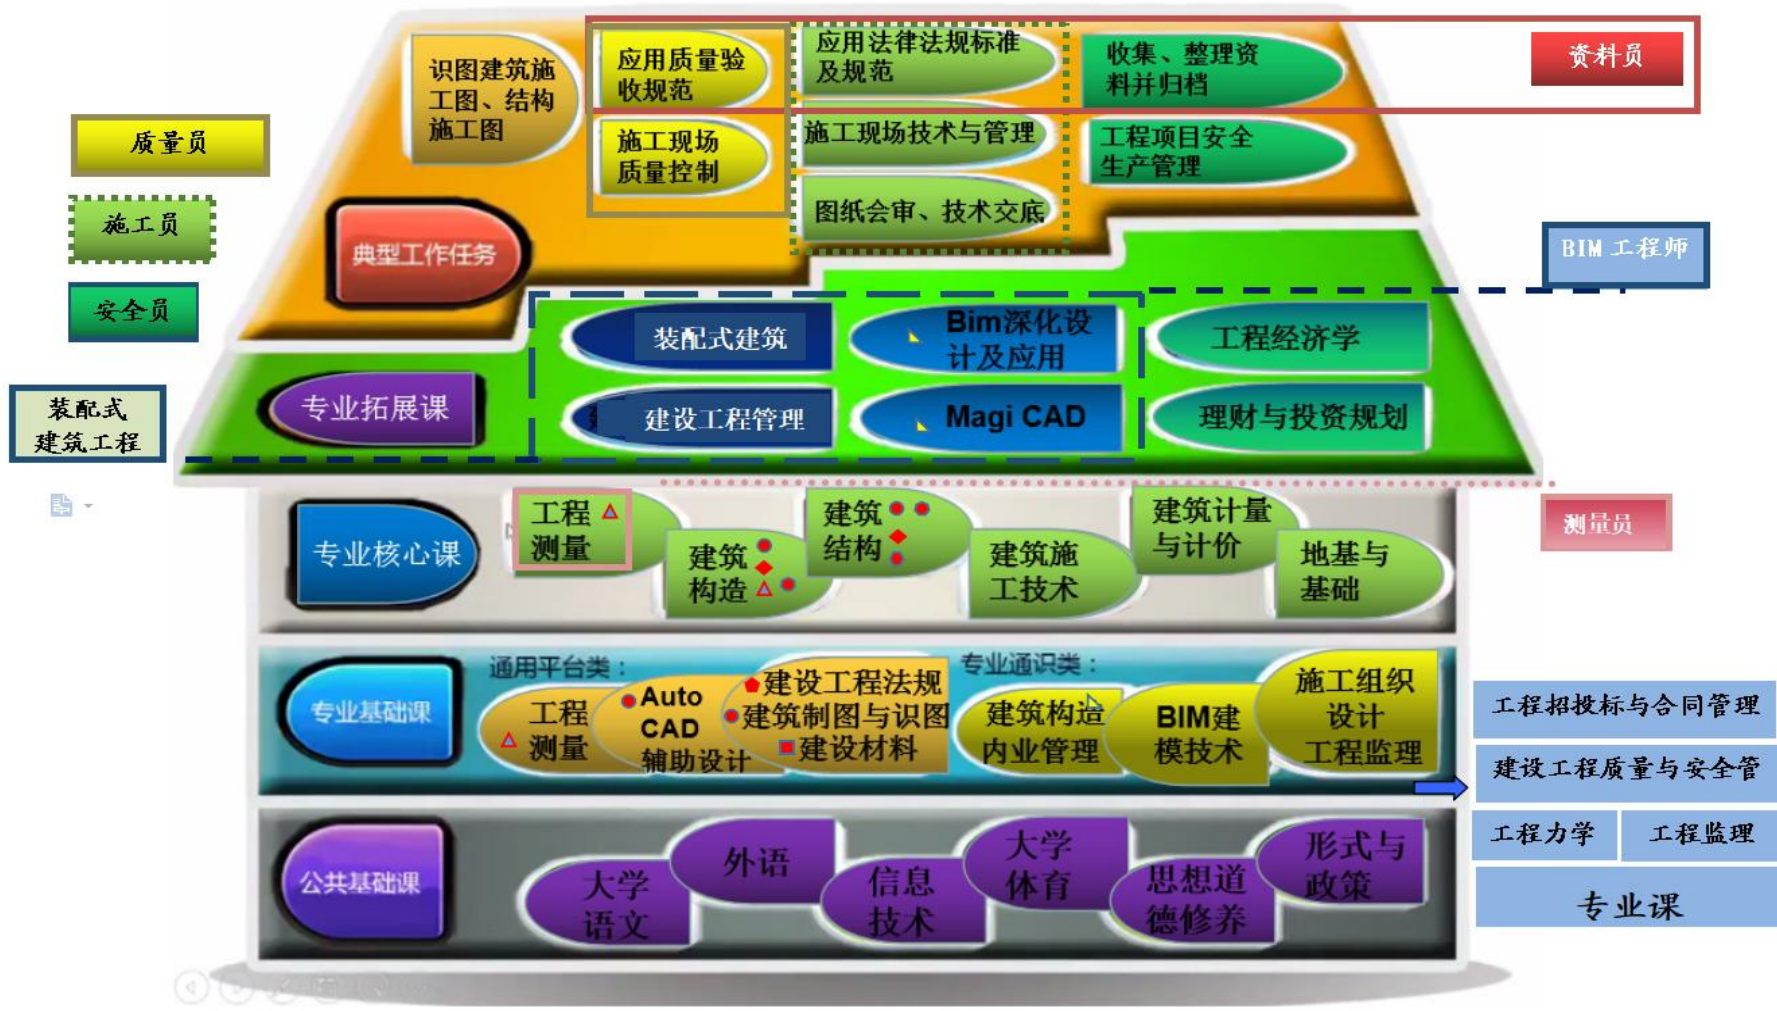 识图建筑施
工图、结构
施工图
应用质量验
收规范
应用法律法规标准
及规范
收集、整理资
料并归档
资料员
质量员
施工现场
质量控制
施工现场技术与管理
工程项目安全
生产管理
施工员
图纸会审、技术交底
典型工作任务
BIM 工程师
安全员
装配式建筑
Bim深化设
计及应用
工程经济学
装配式
建筑工程
专业拓展课
建设工程管理
Magi CAD
理财与投资规划
专业核心课
工程
测量
建筑
构造
建筑
结构
建筑施
工技术
建筑计量
与计价
地基与
基础
测量员
专业基础课
通用平台类：
工程
测量
Auto
CAD
辅助设计
建设工程法规
建筑制图与识图
建设材料
专业通识类：
建筑构造
内业管理
BIM建
模技术
施工组织
设计
工程监理
工程招投标与合同管理
建设工程质量与安全管
工程力学
工程监理
专业课
公共基础课
大学
语文
外语
信息
技术
大学
体育
思想道
德修养
形式与
政策